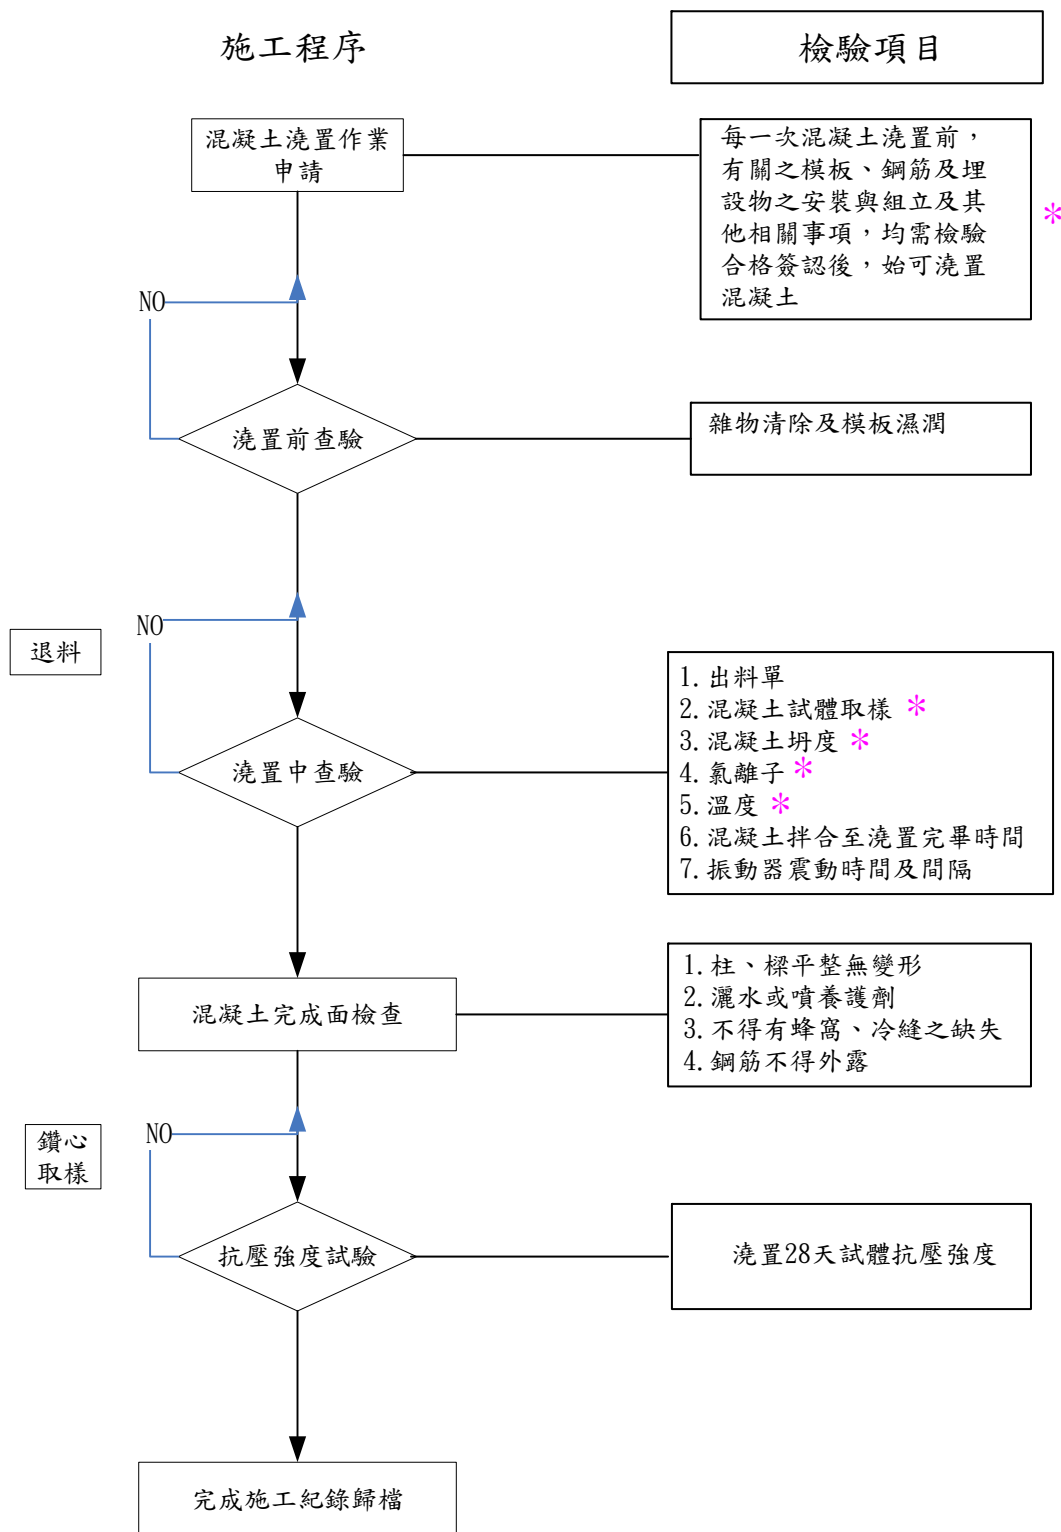 施工程序
檢驗項目
混凝土澆置作業
申請
每一次混凝土澆置前，
有關之模板、鋼筋及埋
設物之安裝與組立及其
他相關事項，均需檢驗
合格簽認後，始可澆置
混凝土
*
NO
澆置前查驗
雜物清除及模板濕潤
NO
退料
澆置中查驗
1.出料單
2.混凝土試體取樣 *
3.混凝土坍度 *
4.氯離子 *
5.溫度 *
6.混凝土拌合至澆置完畢時間
7.振動器震動時間及間隔
混凝土完成面檢查
1.柱、樑平整無變形
2.灑水或噴養護劑
3.不得有蜂窩、冷縫之缺失
4.鋼筋不得外露
NO
鑽心
取樣
抗壓強度試驗
澆置28天試體抗壓強度
完成施工紀錄歸檔